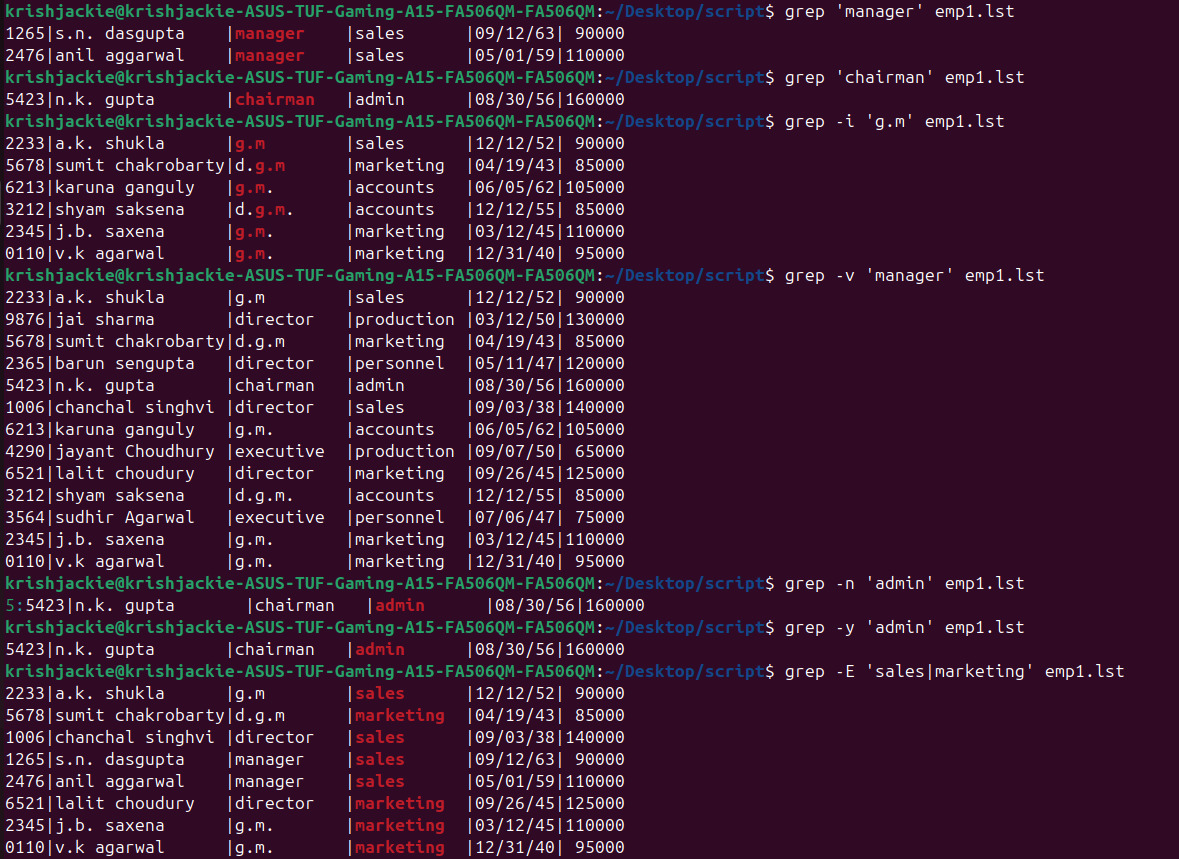 krishjackie@krishjackie-ASUS-TUF-Gaming-A15-FA506QM-FA506QM:~/Desktop/script$ grep 'manager' emp1.lst
1265|s.n. dasgupta    |manager    |sales      |09/12/63| 90000
2476|anil aggarwal    |manager    |sales      |05/01/59|110000
krishjackie@krishjackie-ASUS-TUF-Gaming-A15-FA506QM-FA506QM:~/Desktop/script$ grep 'chairman' emp1.lst
5423|n.k. gupta       |chairman   |admin      |08/30/56|160000
krishjackie@krishjackie-ASUS-TUF-Gaming-A15-FA506QM-FA506QM:~/Desktop/script$ grep -i 'g.m' emp1.lst
2233|a.k. shukla      |g.m        |sales      |12/12/52| 90000
5678|sumit chakrobarty|d.g.m      |marketing  |04/19/43| 85000
6213|karuna ganguly   |g.m.       |accounts   |06/05/62|105000
3212|shyam saksena    |d.g.m.     |accounts   |12/12/55| 85000
2345|j.b. saxena      |g.m.       |marketing  |03/12/45|110000
0110|v.k agarwal      |g.m.       |marketing  |12/31/40| 95000
krishjackie@krishjackie-ASUS-TUF-Gaming-A15-FA506QM-FA506QM:~/Desktop/script$ grep -v 'manager' emp1.lst
2233|a.k. shukla      |g.m        |sales      |12/12/52| 90000
9876|jai sharma       |director   |production |03/12/50|130000
5678|sumit chakrobarty|d.g.m      |marketing  |04/19/43| 85000
2365|barun sengupta   |director   |personnel  |05/11/47|120000
5423|n.k. gupta       |chairman   |admin      |08/30/56|160000
1006|chanchal singhvi |director   |sales      |09/03/38|140000
6213|karuna ganguly   |g.m.       |accounts   |06/05/62|105000
4290|jayant Choudhury |executive  |production |09/07/50| 65000
6521|lalit choudury   |director   |marketing  |09/26/45|125000
3212|shyam saksena    |d.g.m.     |accounts   |12/12/55| 85000
3564|sudhir Agarwal   |executive  |personnel  |07/06/47| 75000
2345|j.b. saxena      |g.m.       |marketing  |03/12/45|110000
0110|v.k agarwal      |g.m.       |marketing  |12/31/40| 95000
krishjackie@krishjackie-ASUS-TUF-Gaming-A15-FA506QM-FA506QM:~/Desktop/script$ grep -n 'admin' emp1.lst
5:5423|n.k. gupta       |chairman   |admin      |08/30/56|160000
krishjackie@krishjackie-ASUS-TUF-Gaming-A15-FA506QM-FA506QM:~/Desktop/script$ grep -y 'admin' emp1.lst
5423|n.k. gupta       |chairman   |admin      |08/30/56|160000
krishjackie@krishjackie-ASUS-TUF-Gaming-A15-FA506QM-FA506QM:~/Desktop/script$ grep -E 'sales|marketing' emp1.lst
2233|a.k. shukla      |g.m        |sales      |12/12/52| 90000
5678|sumit chakrobarty|d.g.m      |marketing  |04/19/43| 85000
1006|chanchal singhvi |director   |sales      |09/03/38|140000
1265|s.n. dasgupta    |manager    |sales      |09/12/63| 90000
2476|anil aggarwal    |manager    |sales      |05/01/59|110000
6521|lalit choudury   |director   |marketing  |09/26/45|125000
2345|j.b. saxena      |g.m.       |marketing  |03/12/45|110000
0110|v.k agarwal      |g.m.       |marketing  |12/31/40| 95000